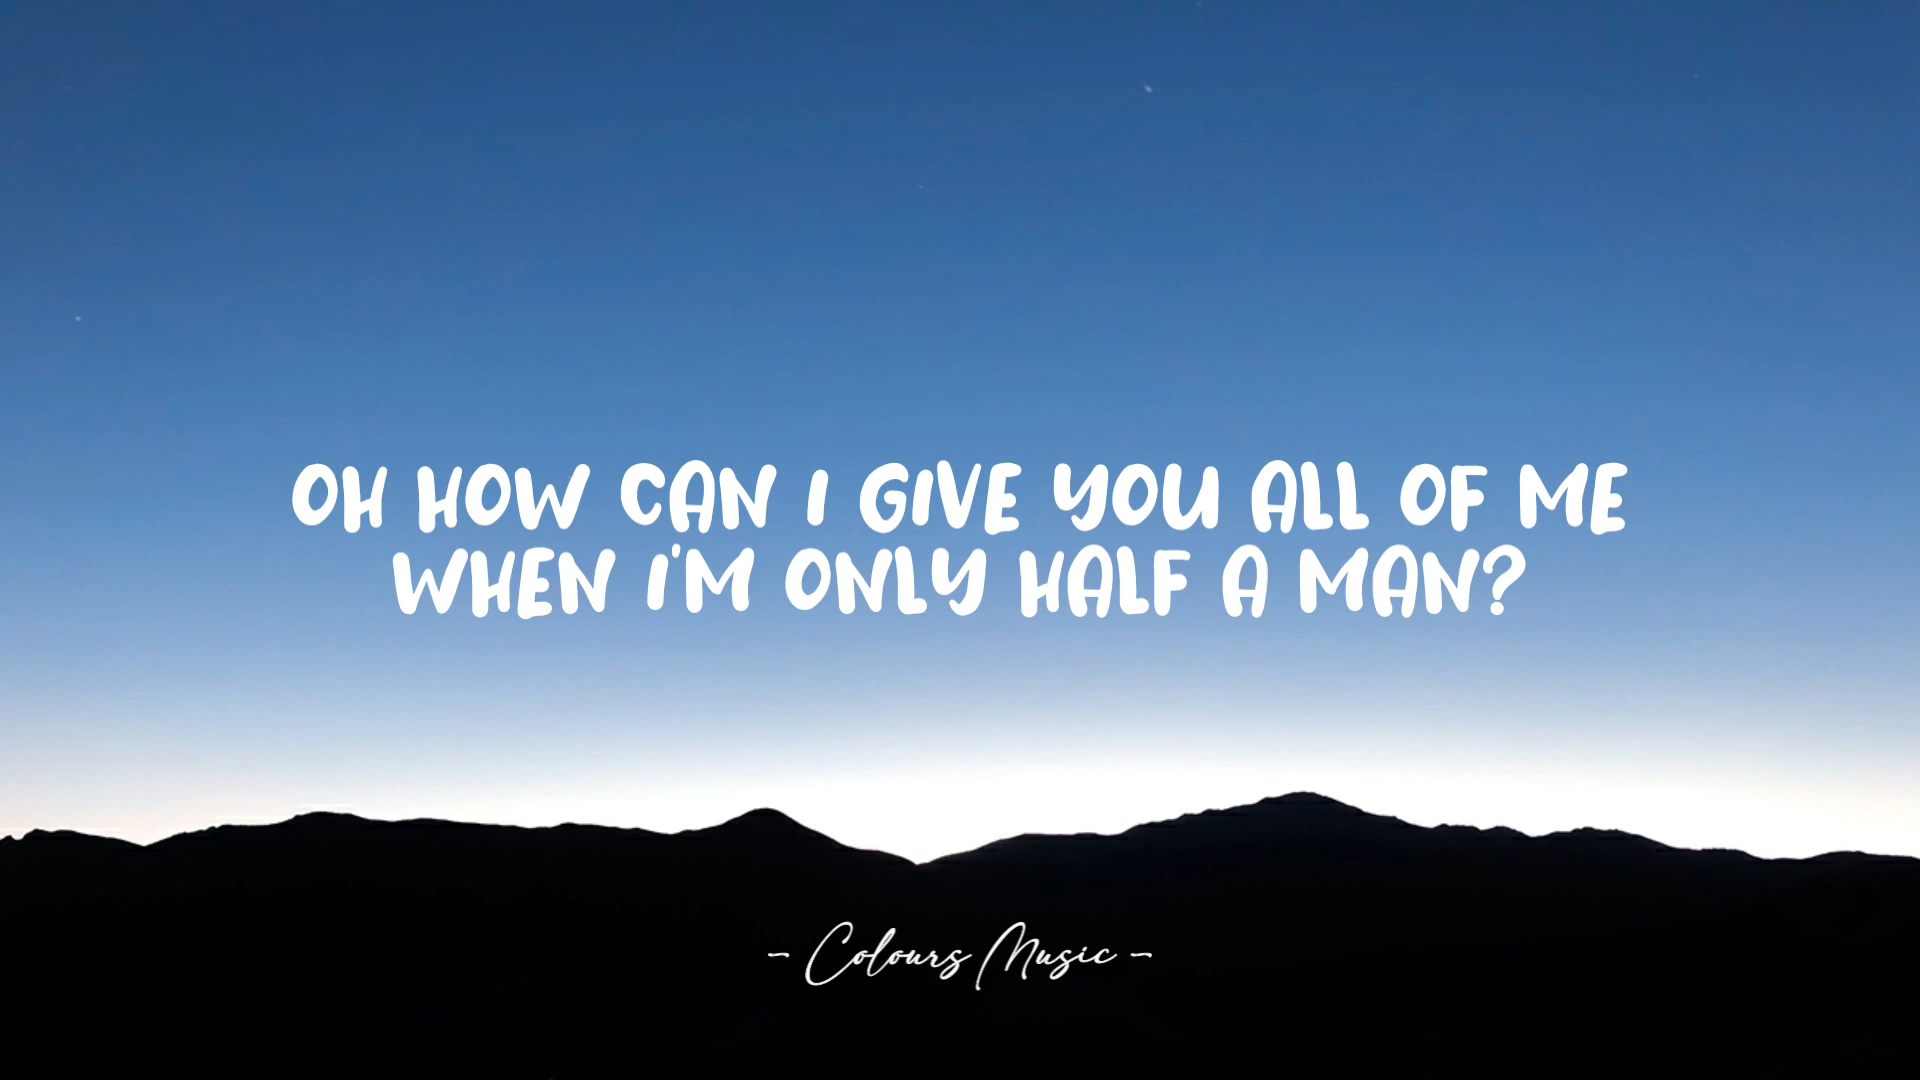 OH HOW CAN I GIVE YOU ALL OF ME
WHEN I'M ONLY HALF A MAN?
- Colours Music -